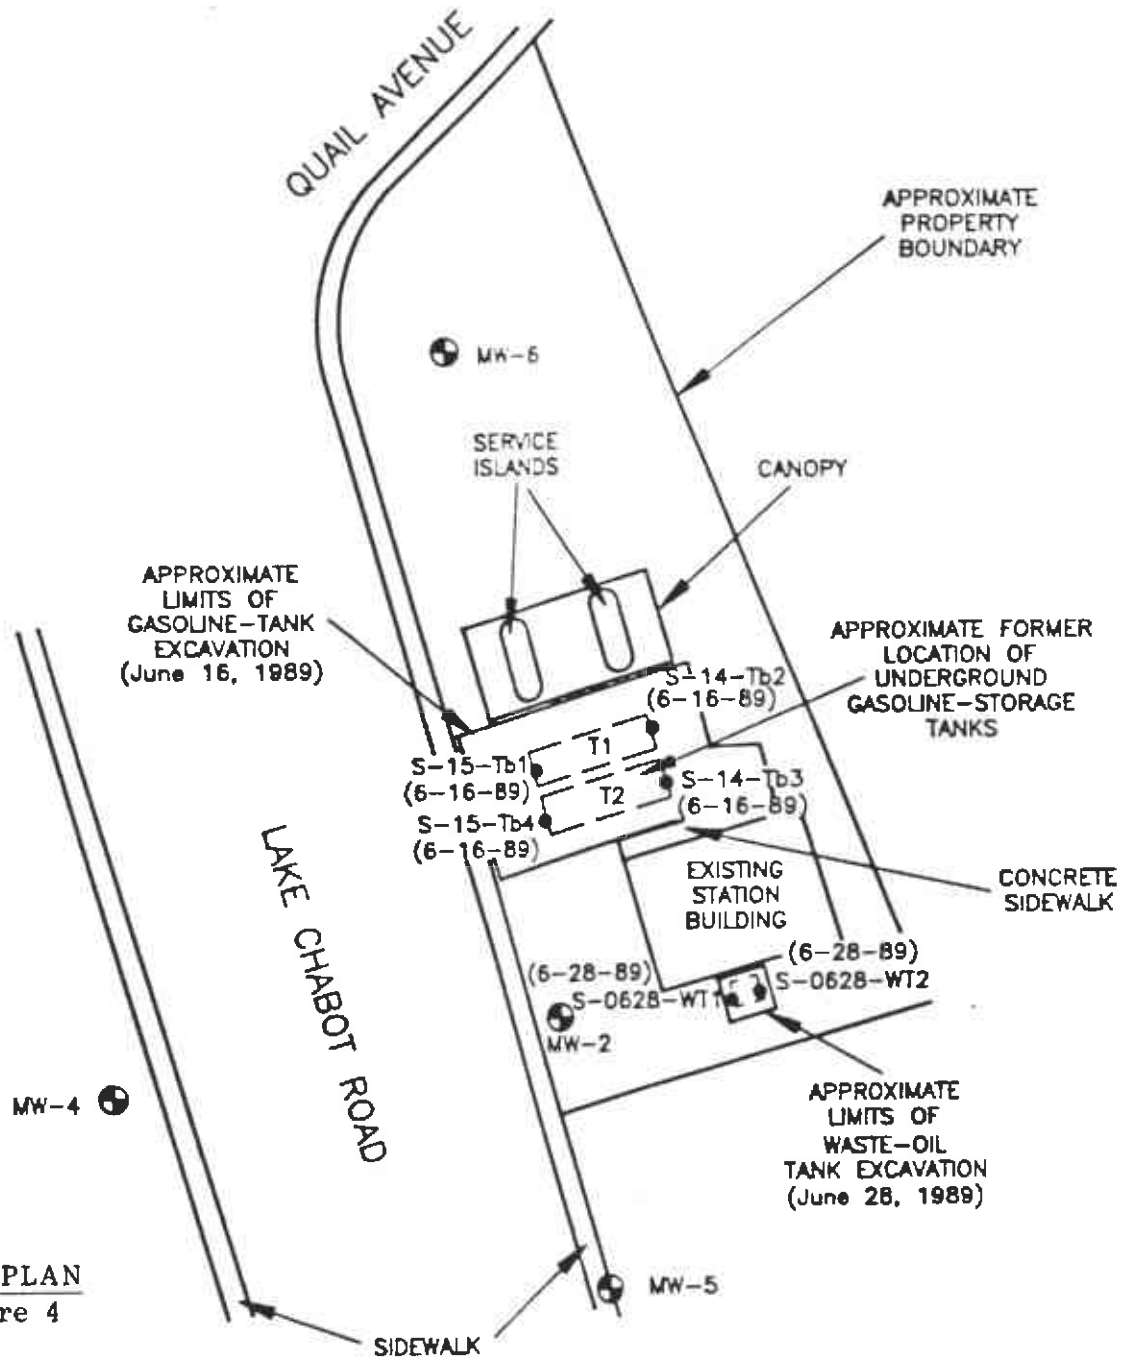 QUAIL AVENUE
APPROXIMATE
PROPERTY
BOUNDARY
MW-6
SERVICE
ISLANDS
CANOPY
APPROXIMATE
LIMITS OF
GASOLINE-TANK
EXCAVATION
(June 16, 1989)
APPROXIMATE FORMER
LOCATION OF
UNDERGROUND
GASOLINE-STORAGE
TANKS
S-14-Tb2
(6-16-89)
T1
S-15-Tb1
(6-16-89)
T2
S-14-Tb3
(6-16-89)
S-15-Tb4
(6-16-89)
LAKE CHABOT ROAD
EXISTING
STATION
BUILDING
CONCRETE
SIDEWALK
(6-28-89)
S-0628-WT2
(6-28-89)
S-0628-WT1
MW-2
MW-4
APPROXIMATE
LIMITS OF
WASTE-OIL
TANK EXCAVATION
(June 28, 1989)
MW-5
PLAN
re 4
SIDEWALK